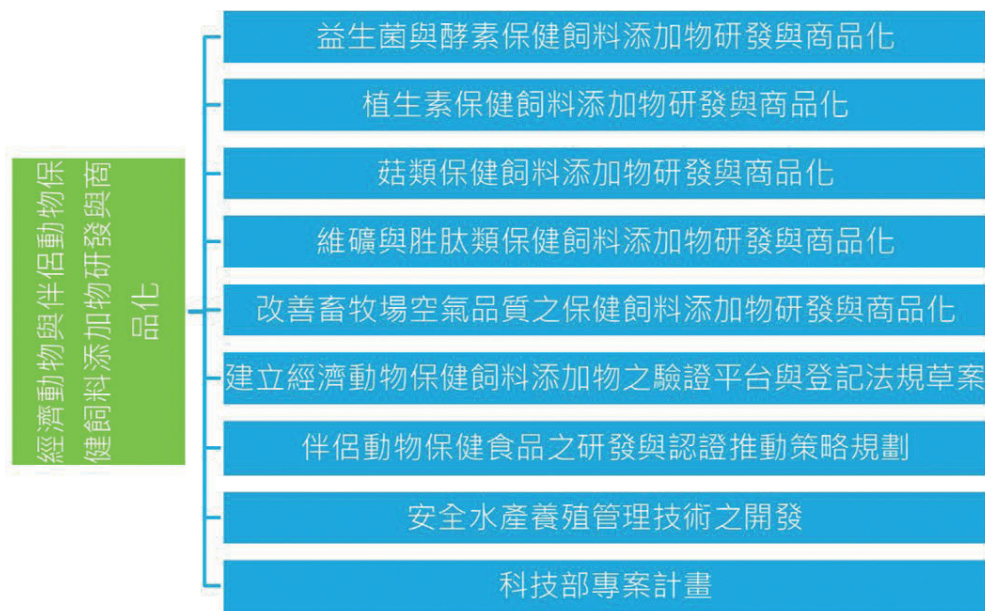 經濟動物與伴侶動物保
健飼料添加物研發與商
品化
益生菌與酵素保健飼料添加物研發與商品化
植生素保健飼料添加物研發與商品化
菇類保健飼料添加物研發與商品化
維礦與胜肽類保健飼料添加物研發與商品化
改善畜牧場空氣品質之保健飼料添加物研發與商品化
建立經濟動物保健飼料添加物之驗證平台與登記法規草案
伴侶動物保健食品之研發與認證推動策略規劃
安全水產養殖管理技術之開發
科技部專案計畫